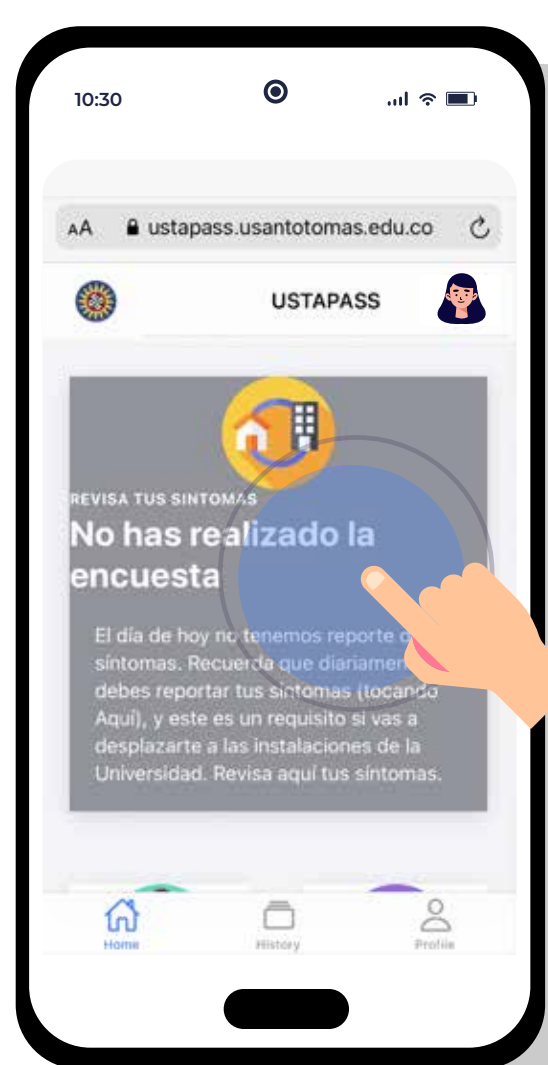 10:30
AA ustapass.usantotomas.edu.co
USTAPASS
REVISA TUS SINTOMAS
No has realizado la
encuesta
El día de hoy no tenemos reporte
síntomas. Recuerda que diariamen
debes reportar tus síntomas (tocando
Aquí), y este es un requisito si vas a
desplazarte a las instalaciones de la
Universidad. Revisa aquí tus síntomas.
Home History Profile